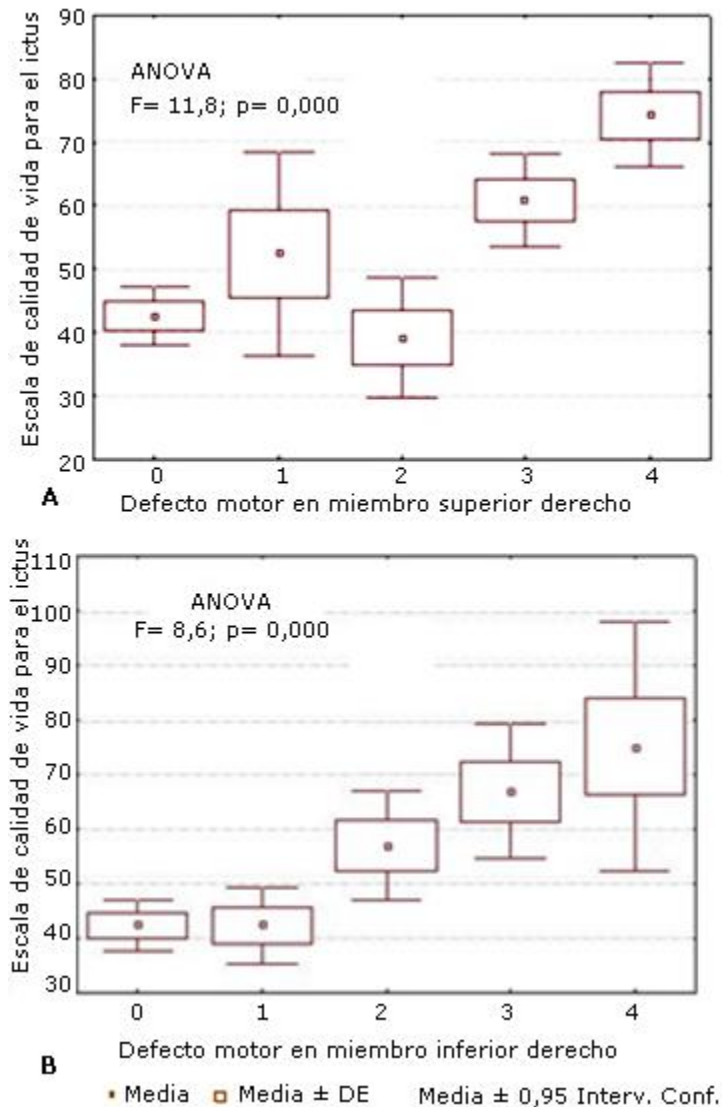 90
80
70
60
50
40
30
20
Escala de calidad de vida para el ictus
ANOVA
F= 11,8; p= 0,000
0 1 2 3 4
A
Defecto motor en miembro superior derecho
110
100
90
80
70
60
50
40
30
Escala de calidad de vida para el ictus
ANOVA
F= 8,6; p= 0,000
0 1 2 3 4
B
Defecto motor en miembro inferior derecho
Media Media ± DE Media ± 0,95 Interv. Conf.